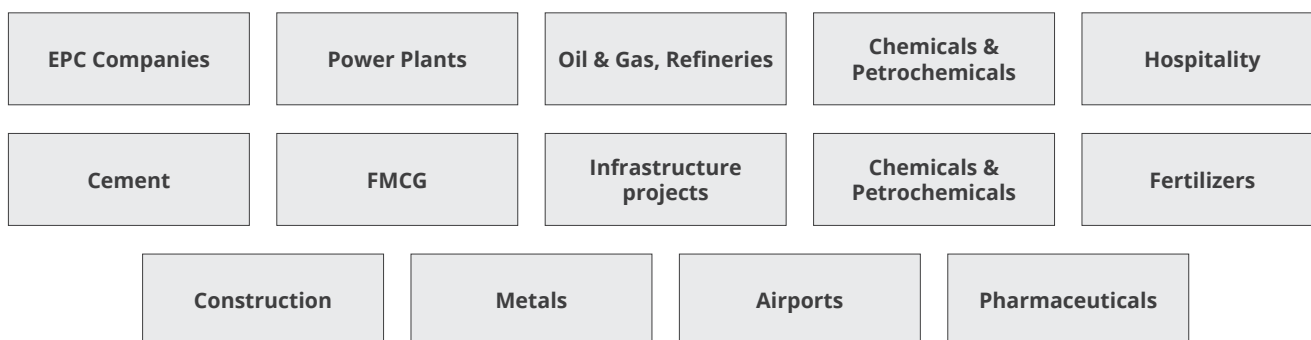 EPC Companies
Power Plants
Oil & Gas, Refineries
Chemicals &
Petrochemicals
Hospitality
Cement
FMCG
Infrastructure
projects
Chemicals &
Petrochemicals
Fertilizers
Construction
Metals
Airports
Pharmaceuticals